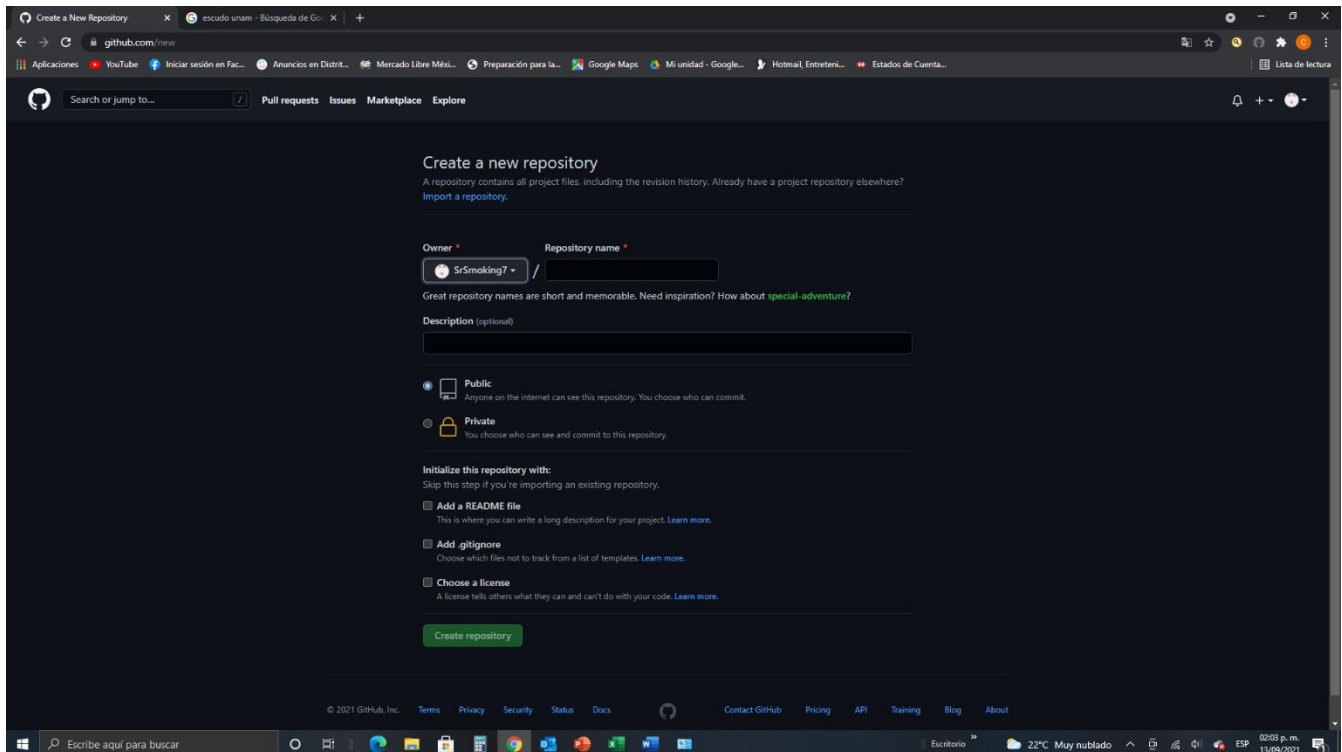 Create a New Repository
escudo unam - Búsqueda de Go
github.com/new
Aplicaciones YouTube Iniciar sesión en Fac... Anuncios en Distrit... Mercado Libre Méxi... Preparación para la... Google Maps Mi unidad - Google... Hotmail, Entreteni... Estados de Cuenta... Lista de lectura
Search or jump to... / Pull requests Issues Marketplace Explore
Create a new repository
A repository contains all project files, including the revision history. Already have a project repository elsewhere?
Import a repository.
Owner * Repository name *
SrSmoking7 /
Great repository names are short and memorable. Need inspiration? How about special-adventure?
Description (optional)
Public
Anyone on the internet can see this repository. You choose who can commit.
Private
You choose who can see and commit to this repository.
Initialize this repository with:
Skip this step if you're importing an existing repository.
Add a README file
This is where you can write a long description for your project. Learn more.
Add .gitignore
Choose which files not to track from a list of templates. Learn more.
Choose a license
A license tells others what they can and can't do with your code. Learn more.
Create repository
© 2021 GitHub, Inc. Terms Privacy Security Status Docs Contact GitHub Pricing API Training Blog About
Escribe aquí para buscar Escritorio 22°C Muy nublado ESP 02:03 p. m.
13/09/2021